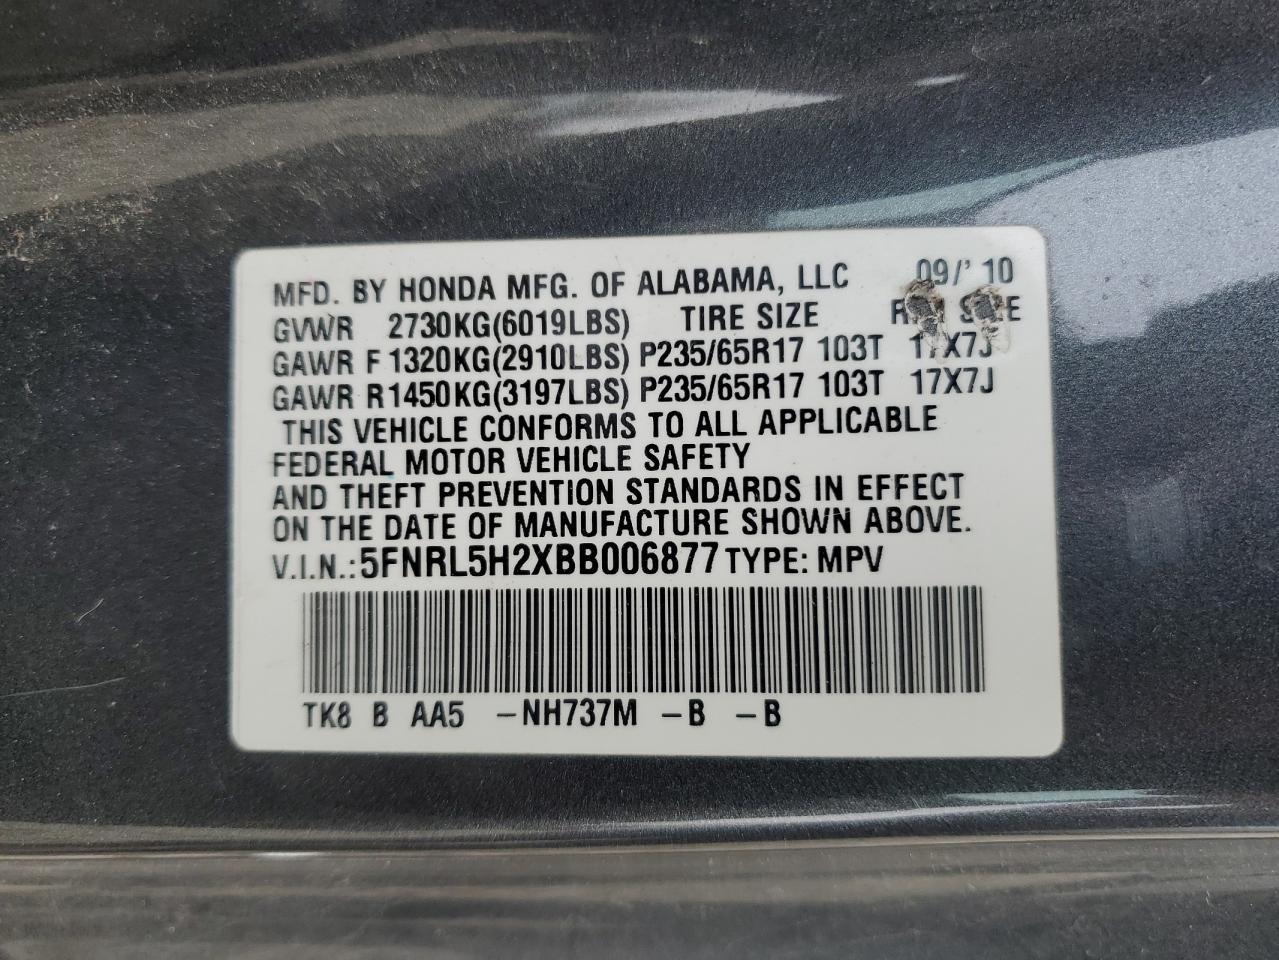 MFD. BY HONDA MFG. OF ALABAMA, LLC 09/' 10
GVWR 2730KG(6019LBS) TIRE SIZE
GAWR F 1320KG(2910LBS) P235/65R17 103T 17X7J
GAWR R1450KG(3197LBS) P235/65R17 103T 17X7J
THIS VEHICLE CONFORMS TO ALL APPLICABLE
FEDERAL MOTOR VEHICLE SAFETY
AND THEFT PREVENTION STANDARDS IN EFFECT
ON THE DATE OF MANUFACTURE SHOWN ABOVE.
V.I.N.:5FNRL5H2XBB006877 TYPE: MPV
TK8 B AA5 -NH737M -B -B